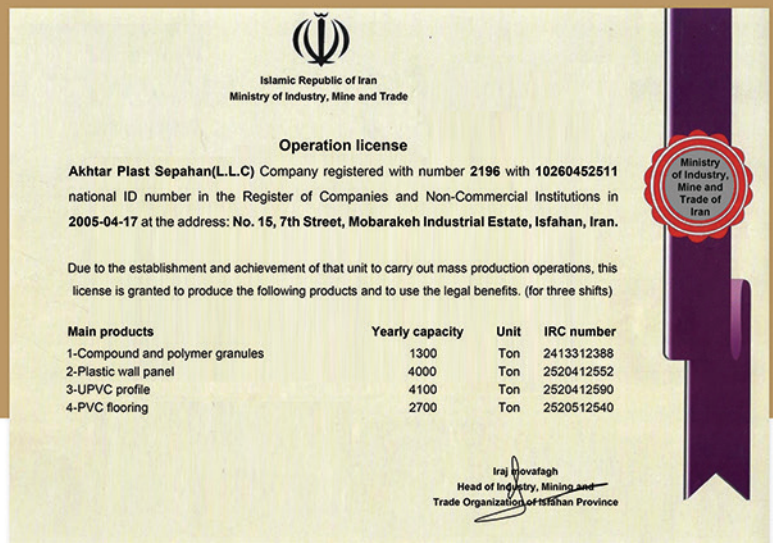 Islamic Republic of Iran
Ministry of Industry, Mine and Trade
Operation license
Akhtar Plast Sepahan(L.L.C) Company registered with number 2196 with 10260452511
national ID number in the Register of Companies and Non-Commercial Institutions in
2005-04-17 at the address: No. 15, 7th Street, Mobarakeh Industrial Estate, Isfahan, Iran.
Ministry
of Industry,
Mine and
Trade of
Iran
Due to the establishment and achievement of that unit to carry out mass production operations, this
license is granted to produce the following products and to use the legal benefits. (for three shifts)
Main products Yearly capacity Unit IRC number
1-Compound and polymer granules 1300 Ton 2413312388
2-Plastic wall panel 4000 Ton 2520412552
3-UPVC profile 4100 Ton 2520412590
4-PVC flooring 2700 Ton 2520512540
Iraj movafagh
Head of Industry, Mining and
Trade Organization of Isfahan Province